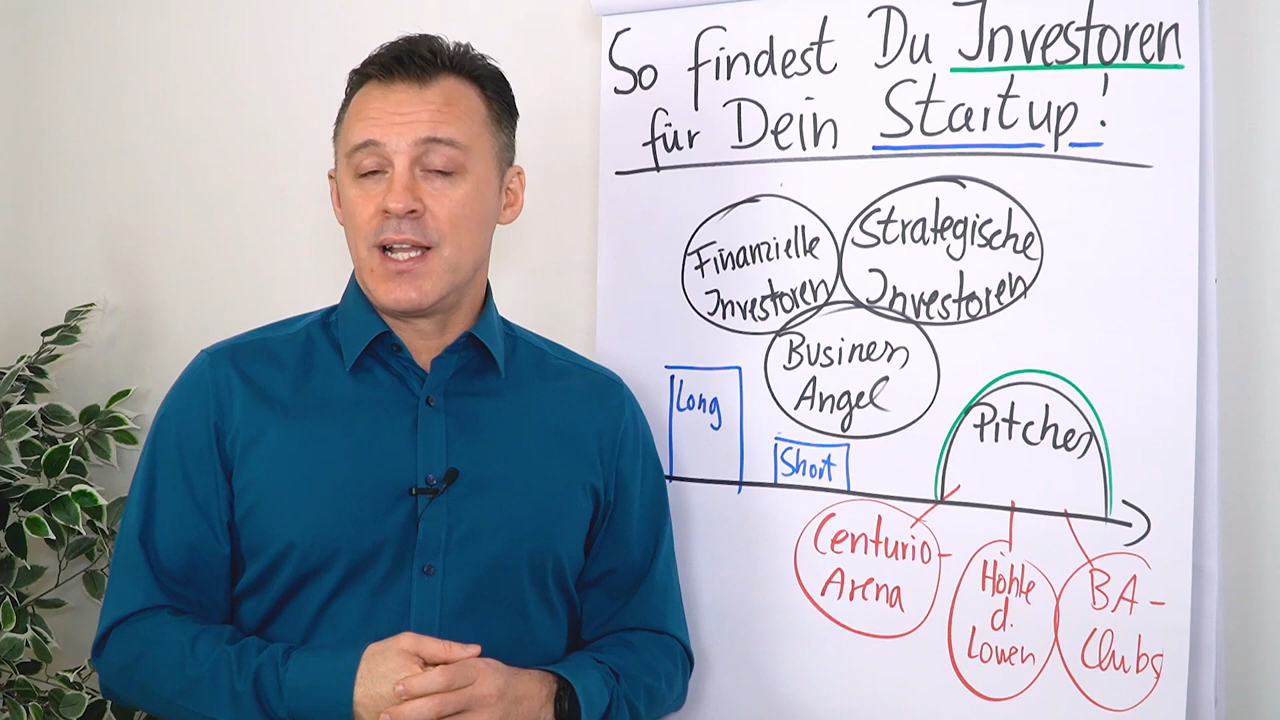 So findest Du Investoren
für Dein Startup!
Finanzielle
Investoren
Strategische
Investoren
Business
Angel
Long
Short
Pitchen
Centurio-
Arena
Höhle
d.
Löwen
BA-
Clubs